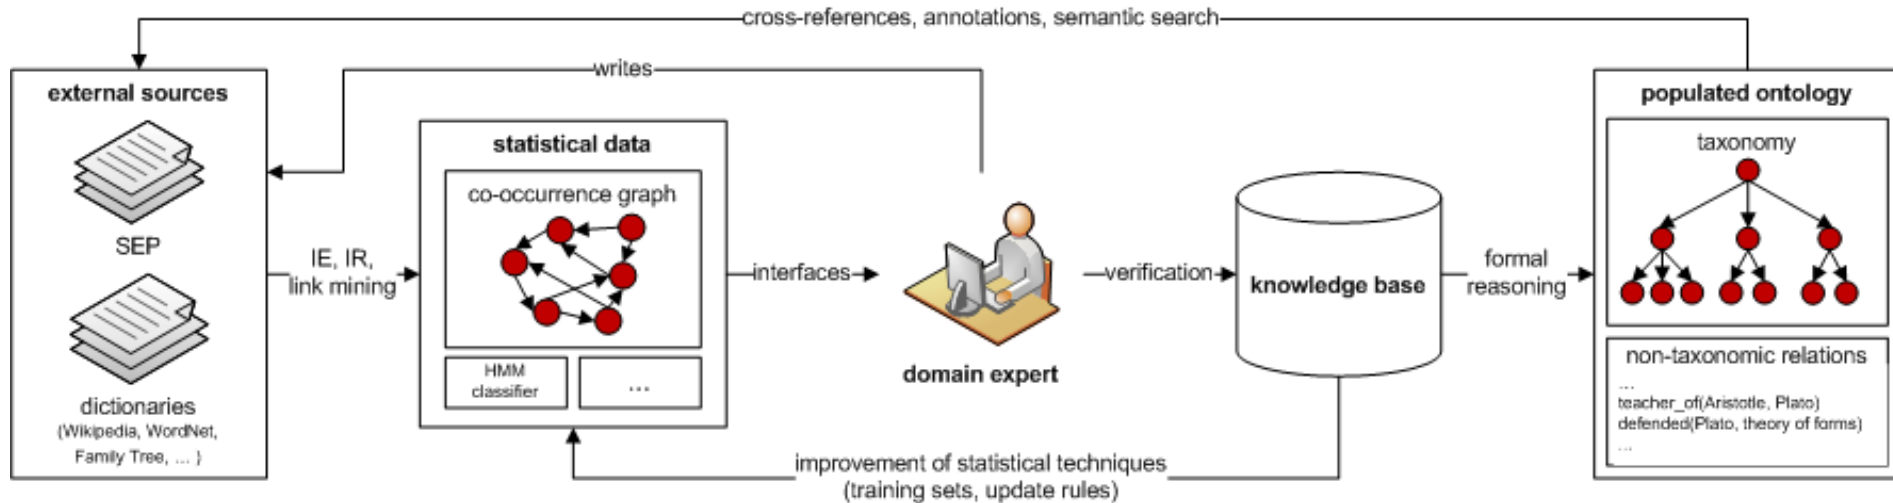 cross-references, annotations, semantic search
writes
external sources
SEP
dictionaries
(Wikipedia, WordNet,
Family Tree, ... )
IE, IR,
link mining
statistical data
co-occurrence graph
HMM
classifier
...
interfaces
domain expert
verification
knowledge base
formal
reasoning
populated ontology
taxonomy
non-taxonomic relations
...
teacher_of(Aristotle, Plato)
defended(Plato, theory of forms)
...
improvement of statistical techniques
(training sets, update rules)